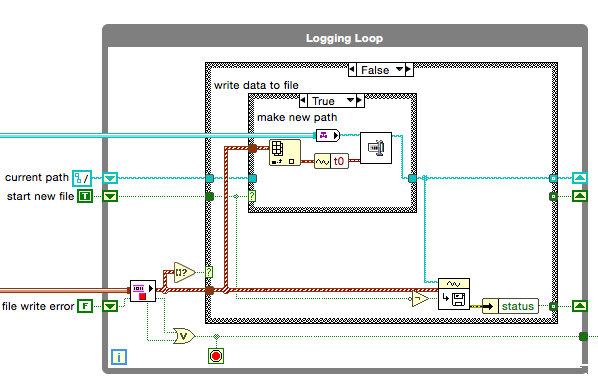 Logging Loop
False
write data to file
True
make new path
t0
current path
start new file
T
?
[]?
?
file write error
F
status
V
i